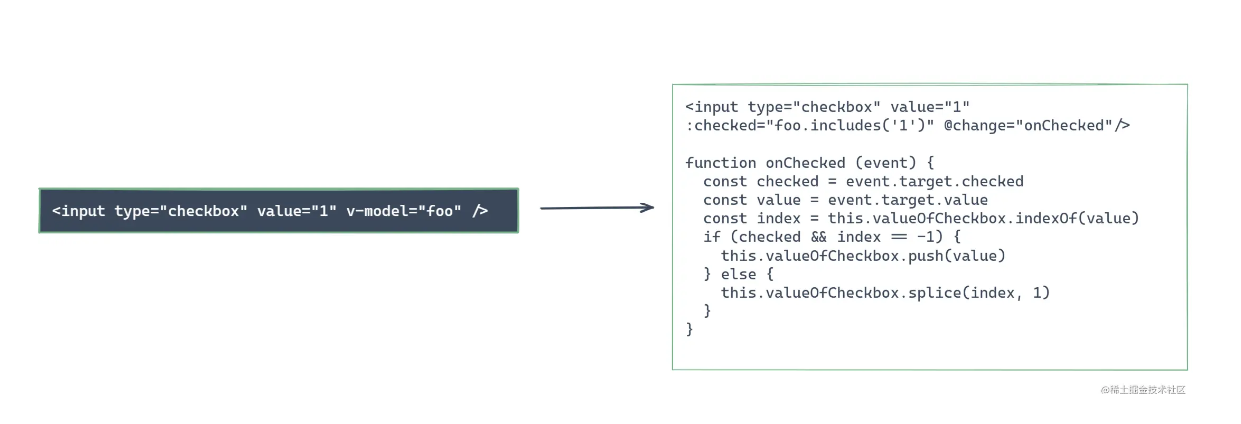 <input type="checkbox" value="1" v-model="foo" />
<input type="checkbox" value="1"
:checked="foo.includes('1')" @change="onChecked"/>
function onChecked (event) {
  const checked = event.target.checked
  const value = event.target.value
  const index = this.valueOfCheckbox.indexOf(value)
  if (checked && index == -1) {
    this.valueOfCheckbox.push(value)
  } else {
    this.valueOfCheckbox.splice(index, 1)
  }
}
@稀土掘金技术社区